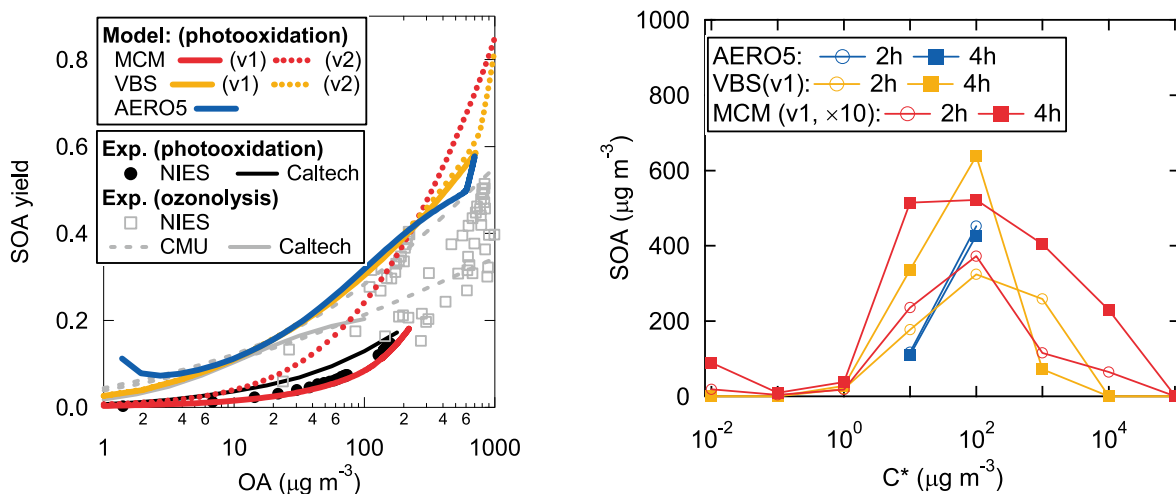 Model: (photooxidation)
MCM (v1) (v2)
VBS (v1) (v2)
AERO5
Exp. (photooxidation)
NIES Caltech
Exp. (ozonolysis)
NIES
CMU Caltech
SOA yield
0.8
0.6
0.4
0.2
0.0
2 4 6 2 4 6 2 4 6
1 10 100 1000
OA (µg m⁻³)
AERO5: 2h 4h
VBS(v1): 2h 4h
MCM (v1, ×10): 2h 4h
SOA (µg m⁻³)
1000
800
600
400
200
0
10⁻² 10⁰ 10² 10⁴
C* (µg m⁻³)